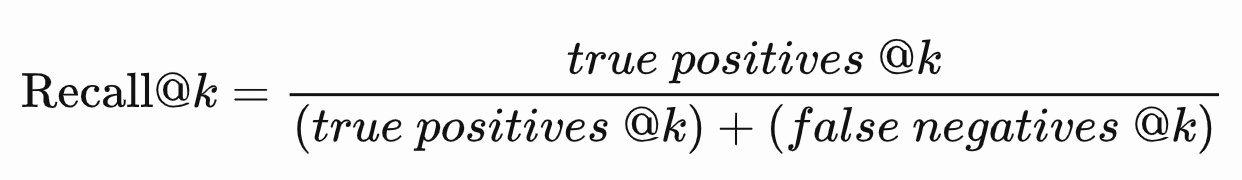 Recall@k = true positives @k / (true positives @k) + (false negatives @k)